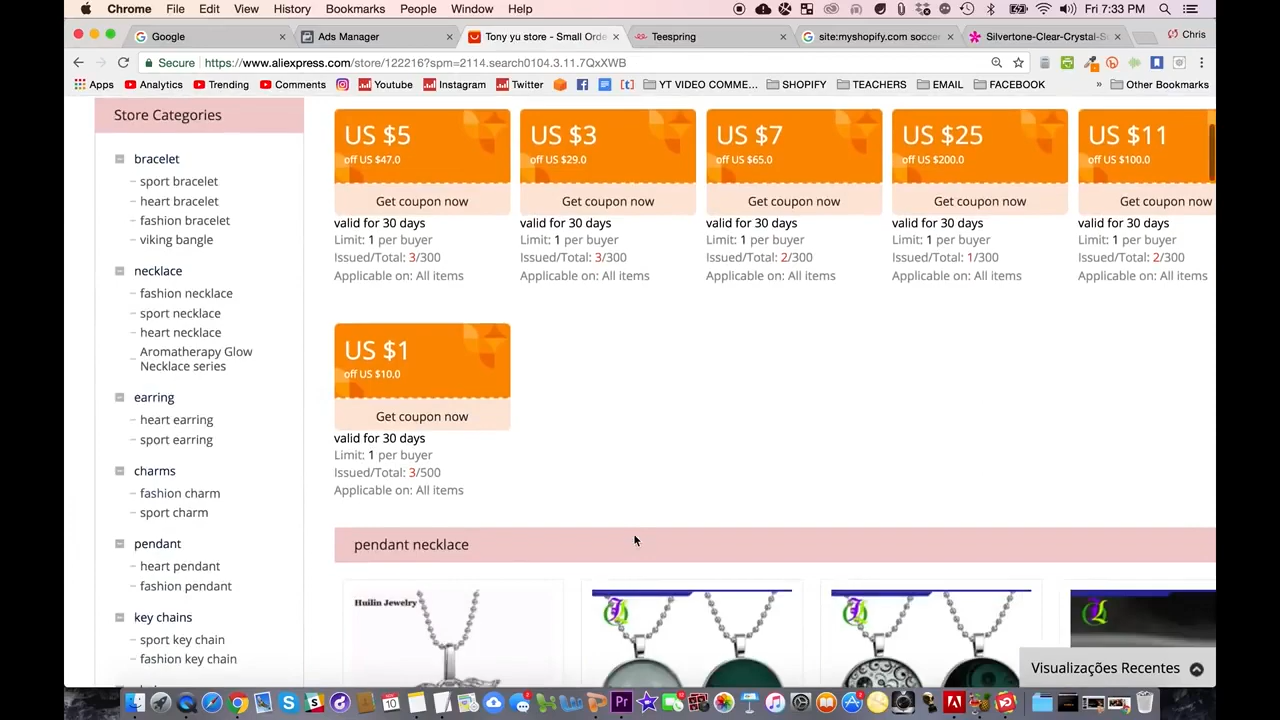 Chrome File Edit View History Bookmarks People Window Help Fri 7:33 PM
Google Ads Manager Tony yu store - Small Orde Teespring site:myshopify.com socce Silvertone-Clear-Crystal-S Chris
Secure https://www.aliexpress.com/store/122216?spm=2114.search0104.3.11.7QxXWB
Apps Analytics Trending Comments Youtube Instagram Twitter YT VIDEO COMME... SHOPIFY TEACHERS EMAIL FACEBOOK » Other Bookmarks
Store Categories
bracelet
sport bracelet
heart bracelet
fashion bracelet
viking bangle
necklace
fashion necklace
sport necklace
heart necklace
Aromatherapy Glow
Necklace series
earring
heart earring
sport earring
charms
fashion charm
sport charm
pendant
heart pendant
fashion pendant
key chains
sport key chain
fashion key chain
US $5 US $3 US $7 US $25 US $11
off US $47.0 off US $29.0 off US $65.0 off US $200.0 off US $100.0
Get coupon now Get coupon now Get coupon now Get coupon now Get coupon now
valid for 30 days valid for 30 days valid for 30 days valid for 30 days valid for 30 days
Limit: 1 per buyer Limit: 1 per buyer Limit: 1 per buyer Limit: 1 per buyer Limit: 1 per buyer
Issued/Total: 3/300 Issued/Total: 3/300 Issued/Total: 2/300 Issued/Total: 1/300 Issued/Total: 2/300
Applicable on: All items Applicable on: All items Applicable on: All items Applicable on: All items Applicable on: All items
US $1
off US $10.0
Get coupon now
valid for 30 days
Limit: 1 per buyer
Issued/Total: 3/500
Applicable on: All items
pendant necklace
Huilin Jewelry
Visualizações Recentes